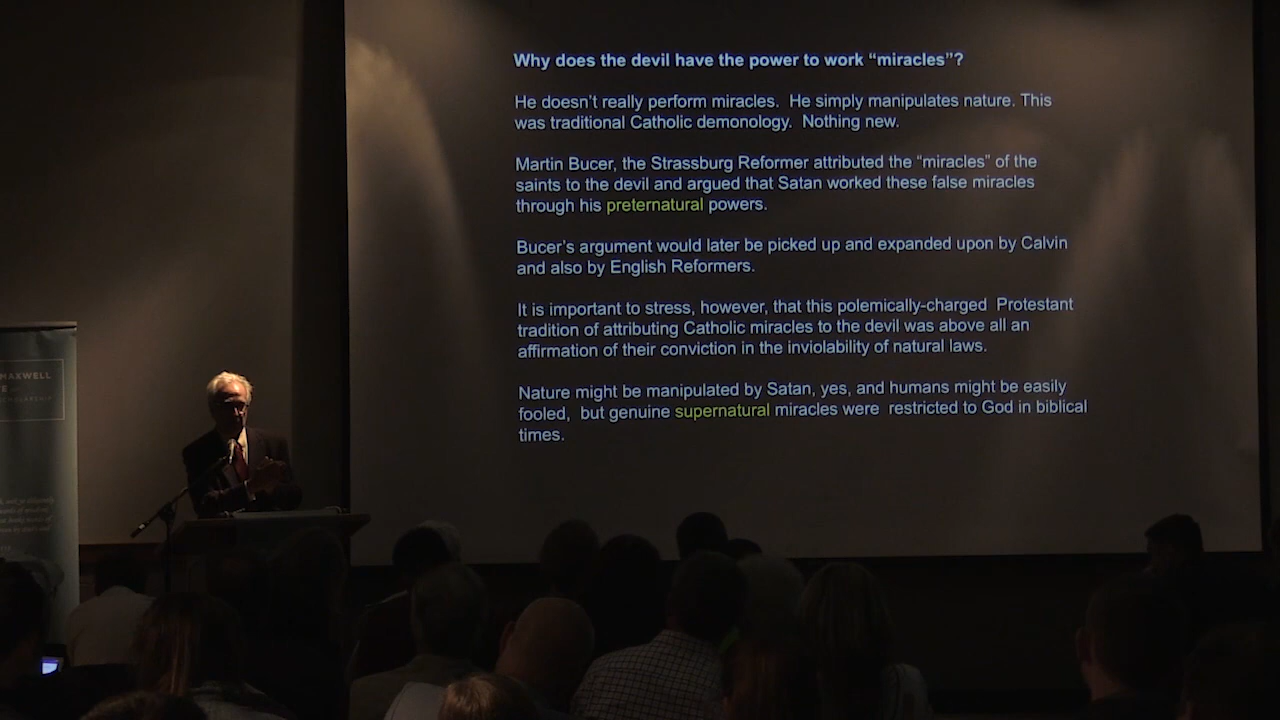 Why does the devil have the power to work “miracles”?
He doesn’t really perform miracles.  He simply manipulates nature. This
was traditional Catholic demonology.  Nothing new.
Martin Bucer, the Strassburg Reformer attributed the “miracles” of the
saints to the devil and argued that Satan worked these false miracles
through his preternatural powers.
Bucer’s argument would later be picked up and expanded upon by Calvin
and also by English Reformers.
It is important to stress, however, that this polemically-charged  Protestant
tradition of attributing Catholic miracles to the devil was above all an
affirmation of their conviction in the inviolability of natural laws.
Nature might be manipulated by Satan, yes, and humans might be easily
fooled,  but genuine supernatural miracles were  restricted to God in biblical
times.
MAXWELL